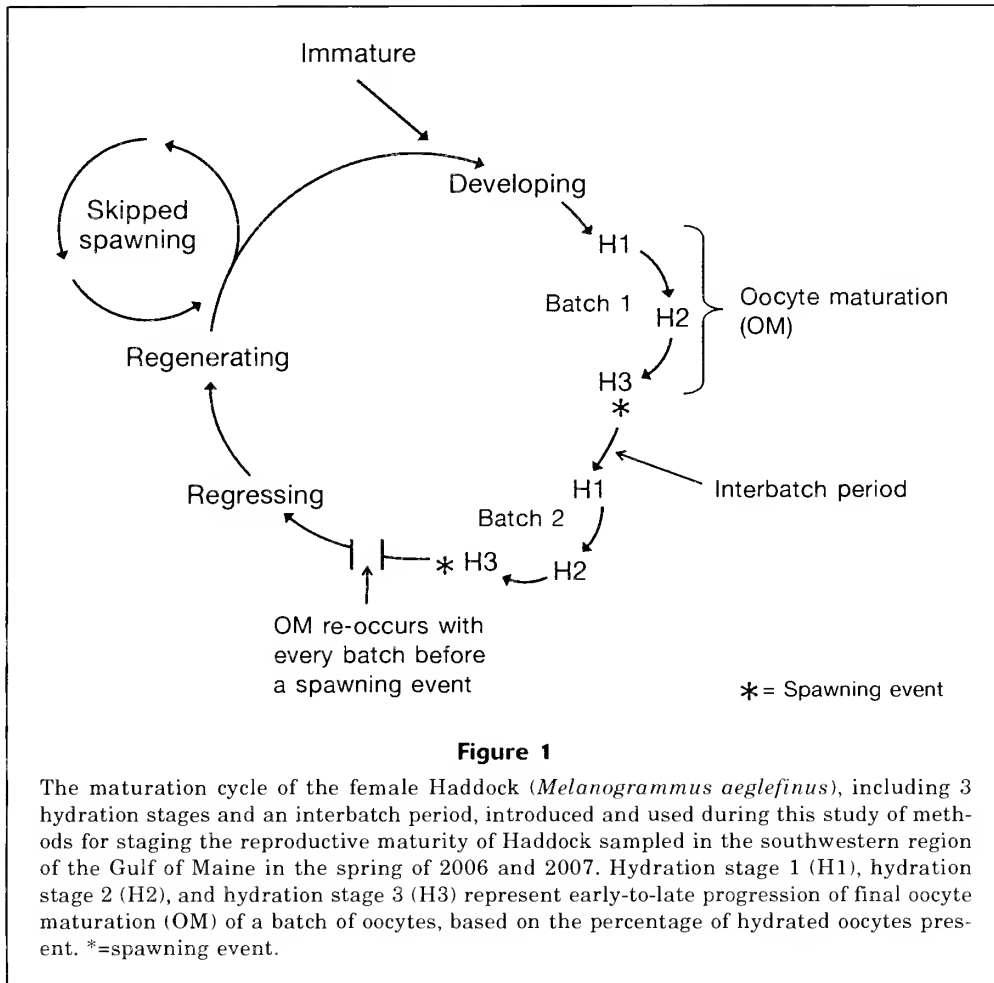 Immature
Developing
Skipped
spawning
H1
Batch 1
H2
Oocyte maturation
(OM)
Regenerating
H3
*
H1
Interbatch period
Regressing
Batch 2
* H3
H2
OM re-occurs with
every batch before
a spawning event
* = Spawning event
Figure 1
The maturation cycle of the female Haddock (Melanogrammus aeglefinus), including 3
hydration stages and an interbatch period, introduced and used during this study of meth-
ods for staging the reproductive maturity of Haddock sampled in the southwestern region
of the Gulf of Maine in the spring of 2006 and 2007. Hydration stage 1 (H1), hydration
stage 2 (H2), and hydration stage 3 (H3) represent early-to-late progression of final oocyte
maturation (OM) of a batch of oocytes, based on the percentage of hydrated oocytes pres-
ent. *=spawning event.